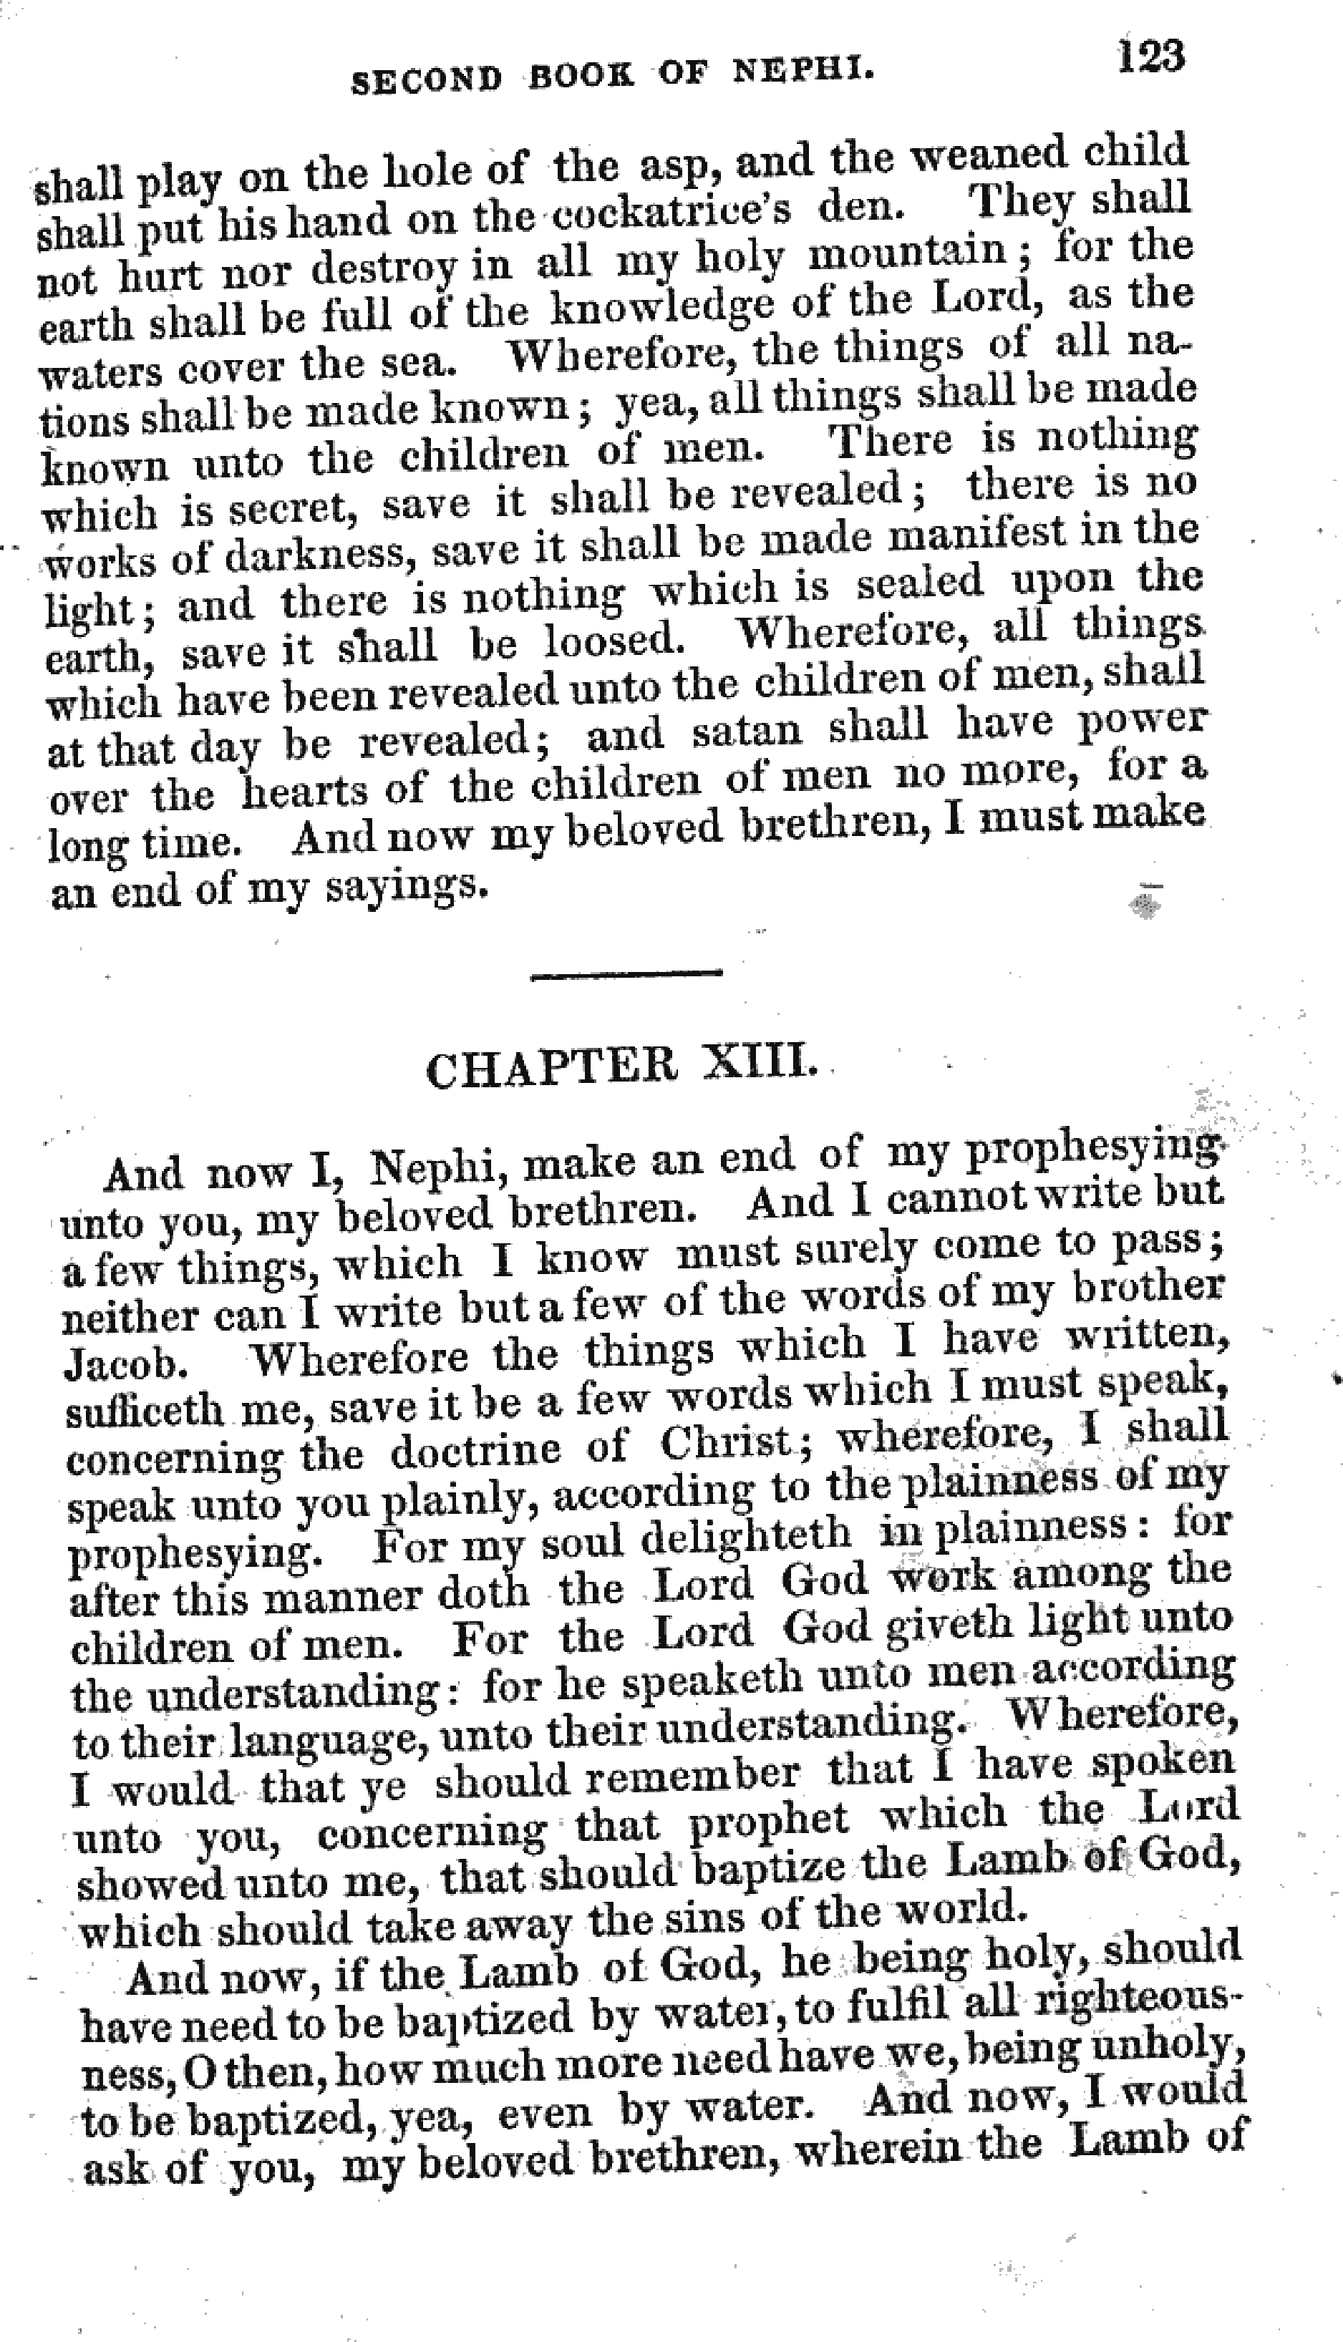 SECOND BOOK OF NEPHI. 123
shall play on the hole of the asp, and the weaned child
shall put his hand on the cockatrice's den. They shall
not hurt nor destroy in all my holy mountain; for the
earth shall be full of the knowledge of the Lord, as the
waters cover the sea. Wherefore, the things of all na-
tions shall be made known; yea, all things shall be made
known unto the children of men. There is nothing
which is secret, save it shall be revealed; there is no
works of darkness, save it shall be made manifest in the
light; and there is nothing which is sealed upon the
earth, save it shall be loosed. Wherefore, all things
which have been revealed unto the children of men, shall
at that day be revealed; and satan shall have power
over the hearts of the children of men no more, for a
long time. And now my beloved brethren, I must make
an end of my sayings.
CHAPTER XIII.
And now I, Nephi, make an end of my prophesying
unto you, my beloved brethren. And I cannot write but
a few things, which I know must surely come to pass;
neither can I write but a few of the words of my brother
Jacob. Wherefore the things which I have written,
sufficeth me, save it be a few words which I must speak,
concerning the doctrine of Christ; wherefore, I shall
speak unto you plainly, according to the plainness of my
prophesying. For my soul delighteth in plainness: for
after this manner doth the Lord God work among the
children of men. For the Lord God giveth light unto
the understanding: for he speaketh unto men according
to their language, unto their understanding. Wherefore,
I would that ye should remember that I have spoken
unto you, concerning that prophet which the Lord
showed unto me, that should baptize the Lamb of God,
which should take away the sins of the world.
And now, if the Lamb of God, he being holy, should
have need to be baptized by water, to fulfil all righteous-
ness, O then, how much more need have we, being unholy,
to be baptized, yea, even by water. And now, I would
ask of you, my beloved brethren, wherein the Lamb of